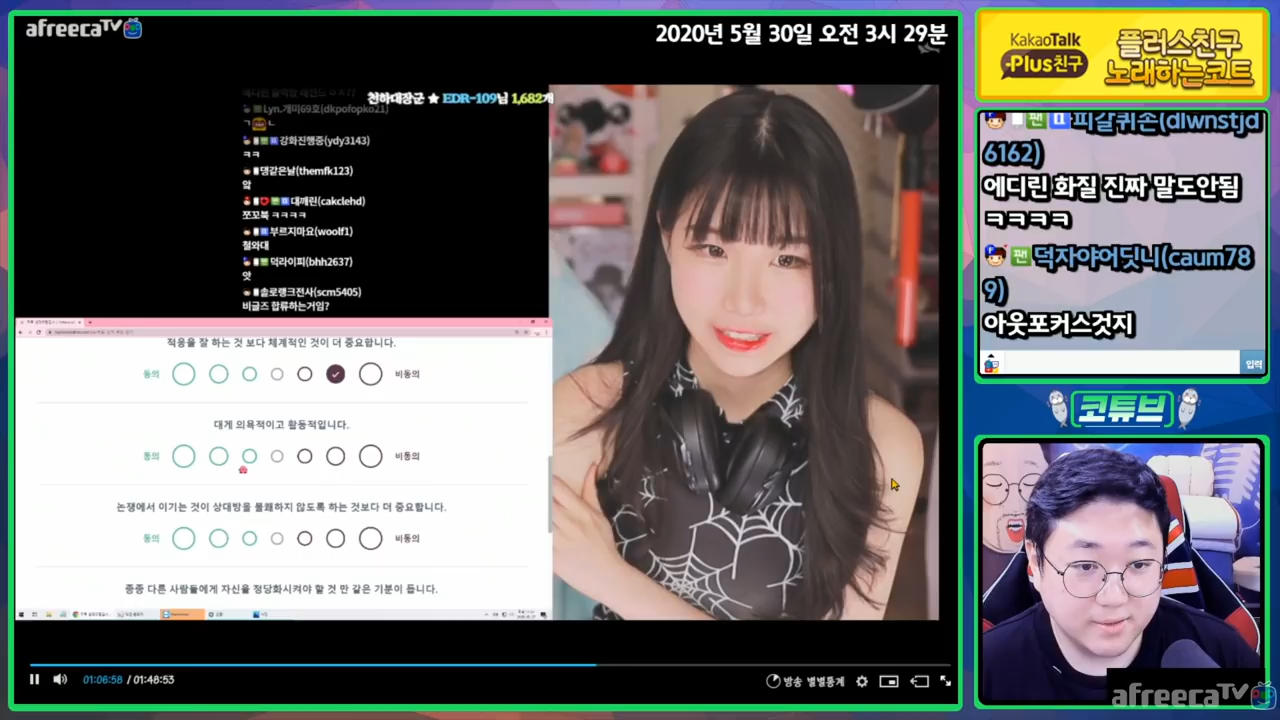 afreecaTV
2020년 5월 30일 오전 3시 29분
천하대장군 ★ EDR-109님 1,682개
Lyn.개미69호(dkpofopko21)
ㄱ ㄴ
강화진행중(ydy3143)
ㅋㅋ
댕같은날(themfk123)
앜
대깨린(cakclehd)
쪼꼬북 ㅋㅋㅋㅋ
부르지마요(woolf1)
철와대
덕라이피(bhh2637)
앗
솔로랭크전사(scm5405)
비글즈 합류하는거임?
적응을 잘 하는 것 보다 체계적인 것이 더 중요합니다.
동의 비동의
대게 의욕적이고 활동적입니다.
동의 비동의
논쟁에서 이기는 것이 상대방을 불쾌하지 않도록 하는 것보다 더 중요합니다.
동의 비동의
종종 다른 사람들에게 자신을 정당화시켜야 할 것 만 같은 기분이 듭니다.
01:06:58 / 01:48:53
방송 별별통계
KakaoTalk
Plus친구
플러스친구
노래하는코트
팬 피갈퀴손(dlwnstjd
6162)
에디린 화질 진짜 말도안됨
ㅋㅋㅋㅋ
팬 덕자야어딧니(caum78
9)
아웃포커스것지
입력
코튜브
afreecaTV